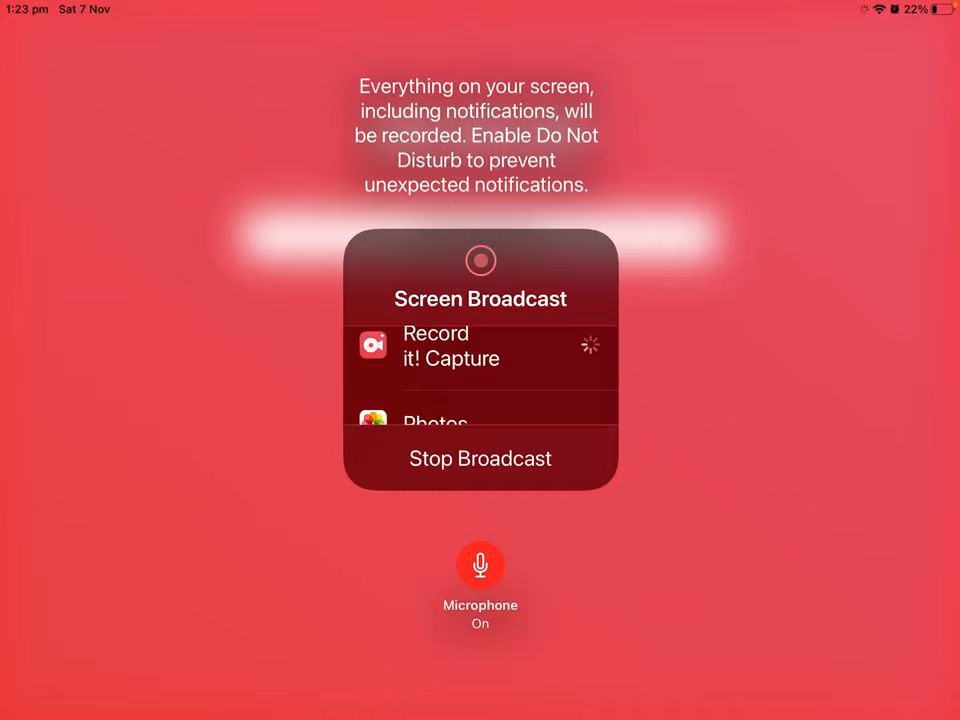 1:23 pm Sat 7 Nov
22%
Everything on your screen,
including notifications, will
be recorded. Enable Do Not
Disturb to prevent
unexpected notifications.
Screen Broadcast
Record
it! Capture
Photos
Stop Broadcast
Microphone
On